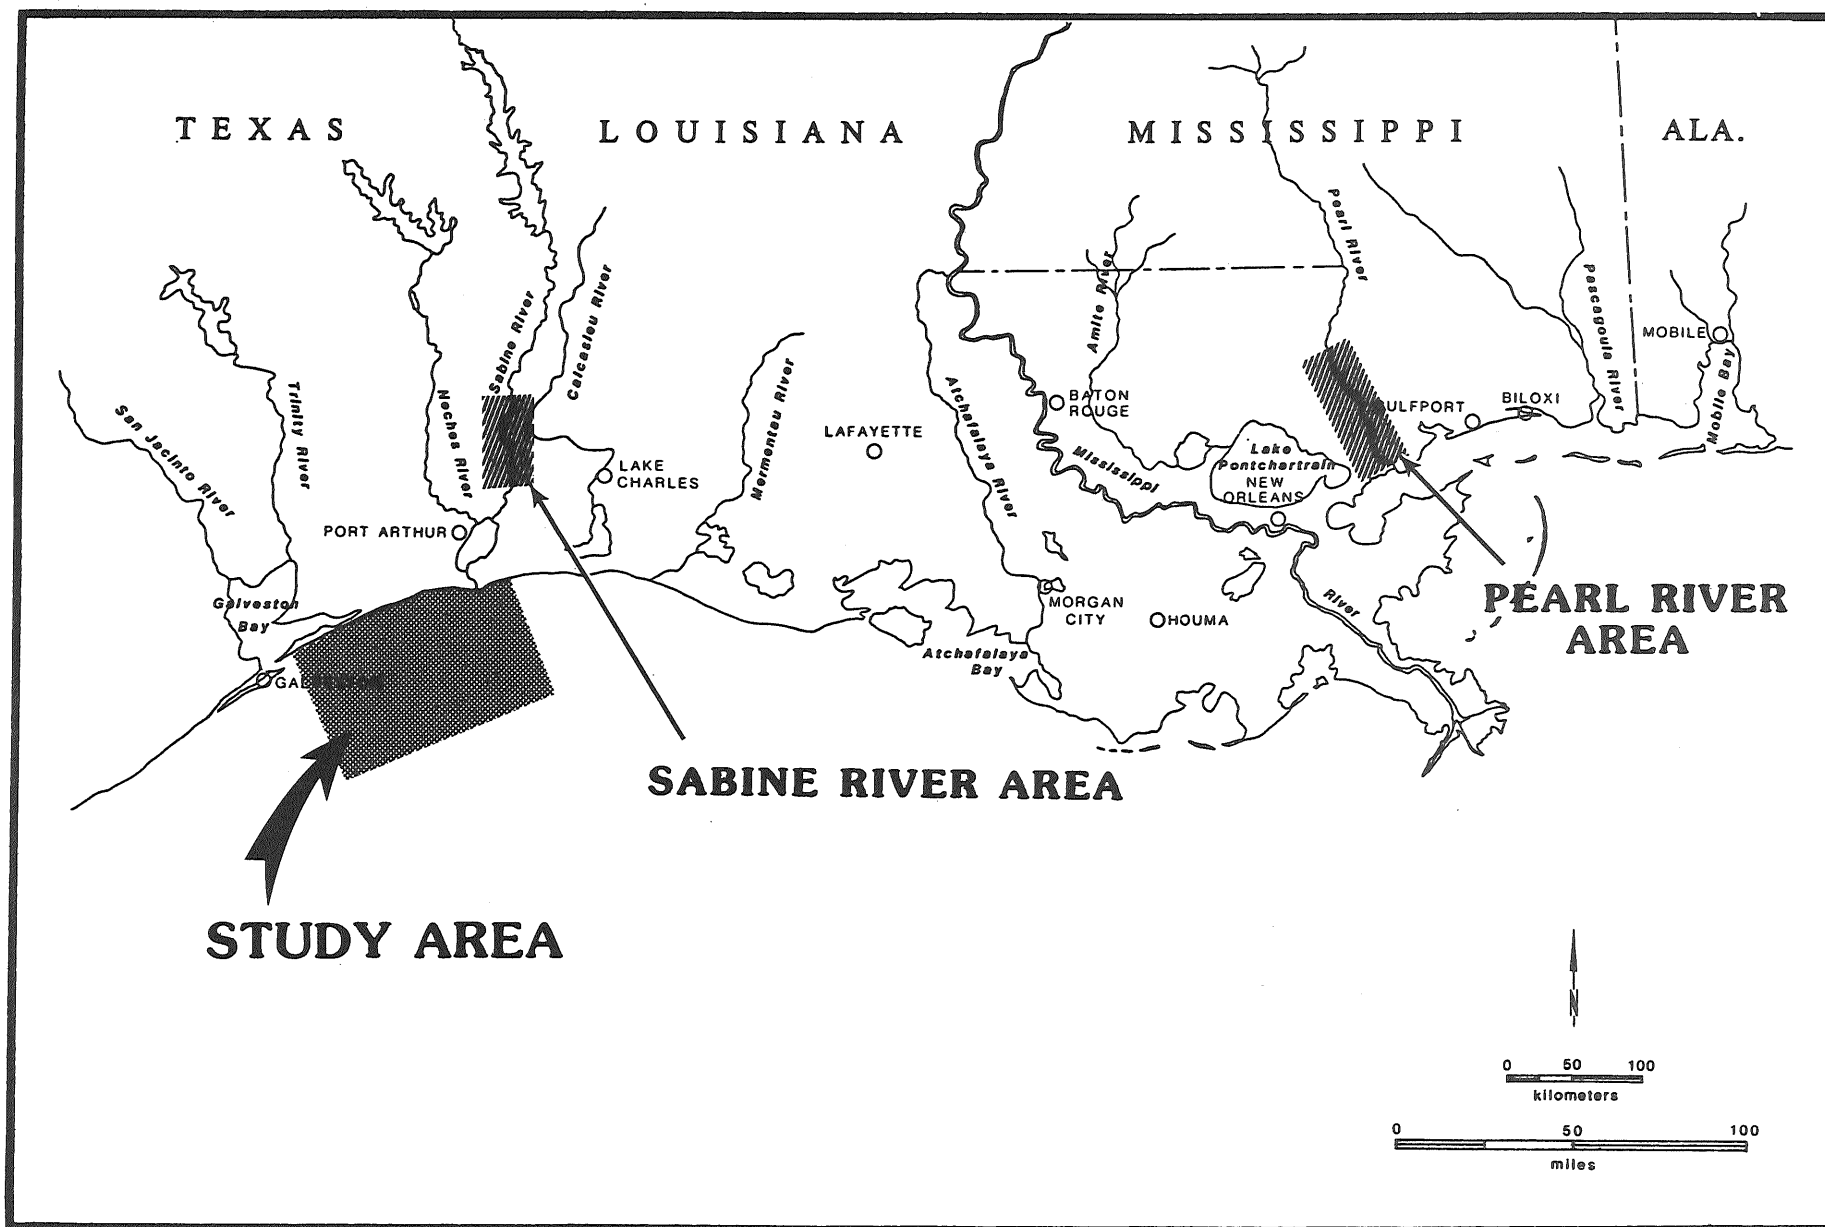 TEXAS
LOUISIANA
MISSISSIPPI
ALA.
Pearl River
Sabine River
Calcasieu River
Amite River
Pascagoula River
MOBILE
Mobile Bay
San Jacinto River
Trinity River
Neches River
Mermentau River
Atchafalaya River
BATON
ROUGE
LAFAYETTE
LAKE
CHARLES
Mississippi
Lake
Pontchartrain
NEW
ORLEANS
ULFPORT
BILOXI
PORT ARTHUR
Galveston
Bay
MORGAN
CITY
HOUMA
River
PEARL RIVER
AREA
Atchafalaya
Bay
GALVESTON
SABINE RIVER AREA
STUDY AREA
N
0 50 100
kilometers
0 50 100
miles